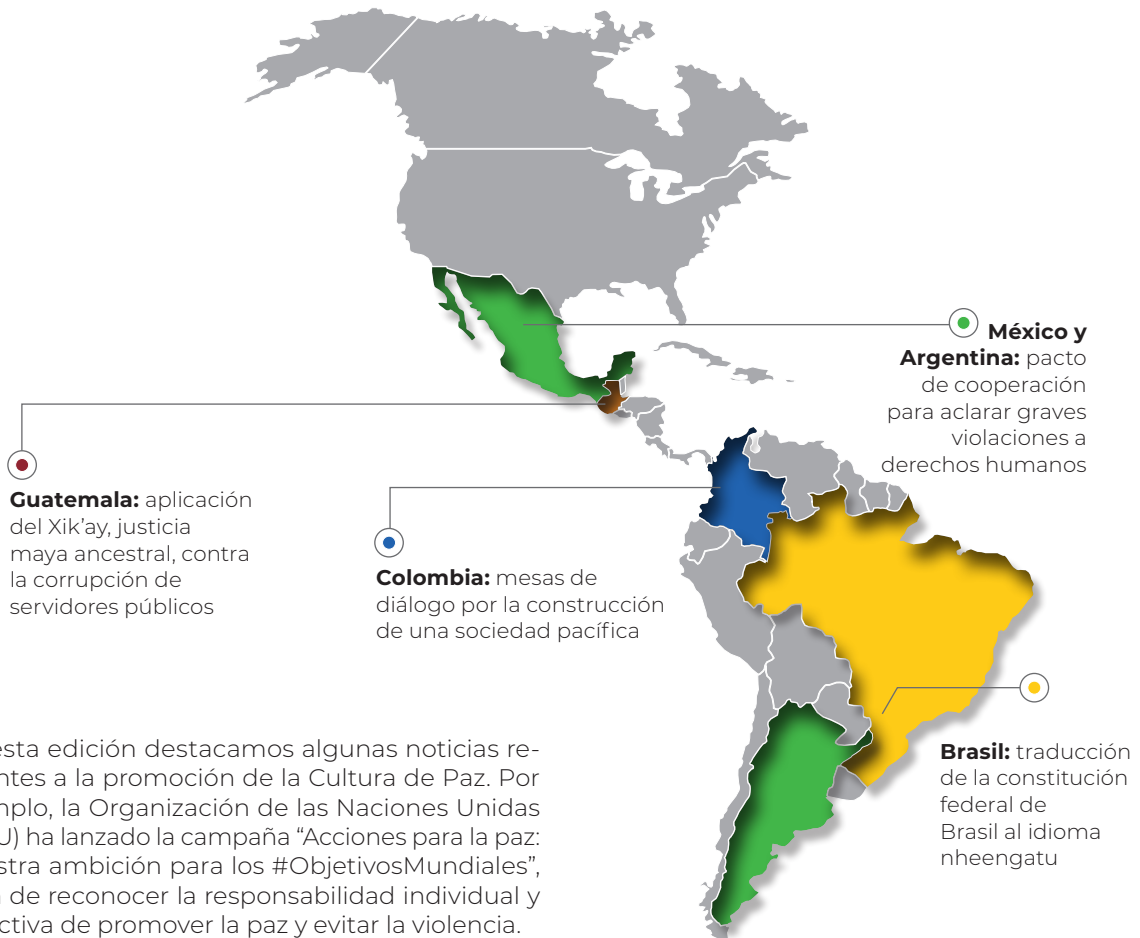 México y
Argentina: pacto
de cooperación
para aclarar graves
violaciones a
derechos humanos
Guatemala: aplicación
del Xik’ay, justicia
maya ancestral, contra
la corrupción de
servidores públicos
Colombia: mesas de
diálogo por la construcción
de una sociedad pacífica
Brasil: traducción
de la constitución
federal de
Brasil al idioma
nheengatu
esta edición destacamos algunas noticias re-
entes a la promoción de la Cultura de Paz. Por
mplo, la Organización de las Naciones Unidas
U) ha lanzado la campaña “Acciones para la paz:
stra ambición para los #ObjetivosMundiales”,
de reconocer la responsabilidad individual y
ctiva de promover la paz y evitar la violencia.